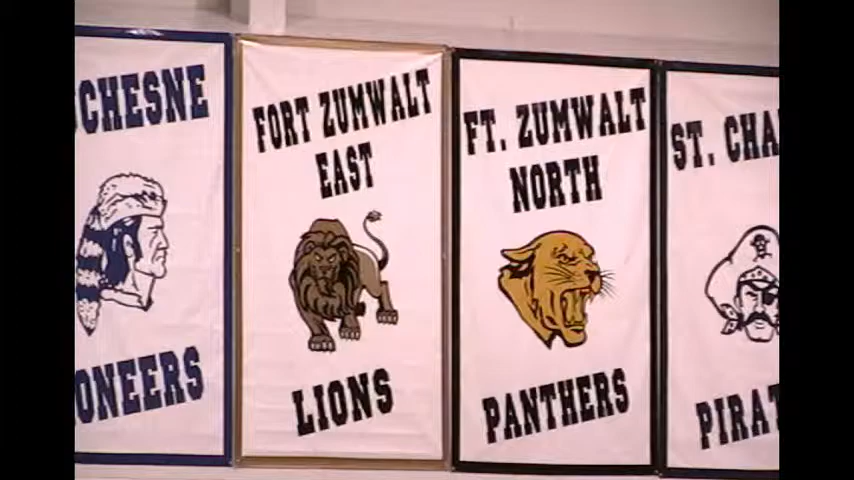 CHESNE
ONEERS
FORT ZUMWALT
EAST
LIONS
FT. ZUMWALT
NORTH
PANTHERS
ST. CHA
PIRAT